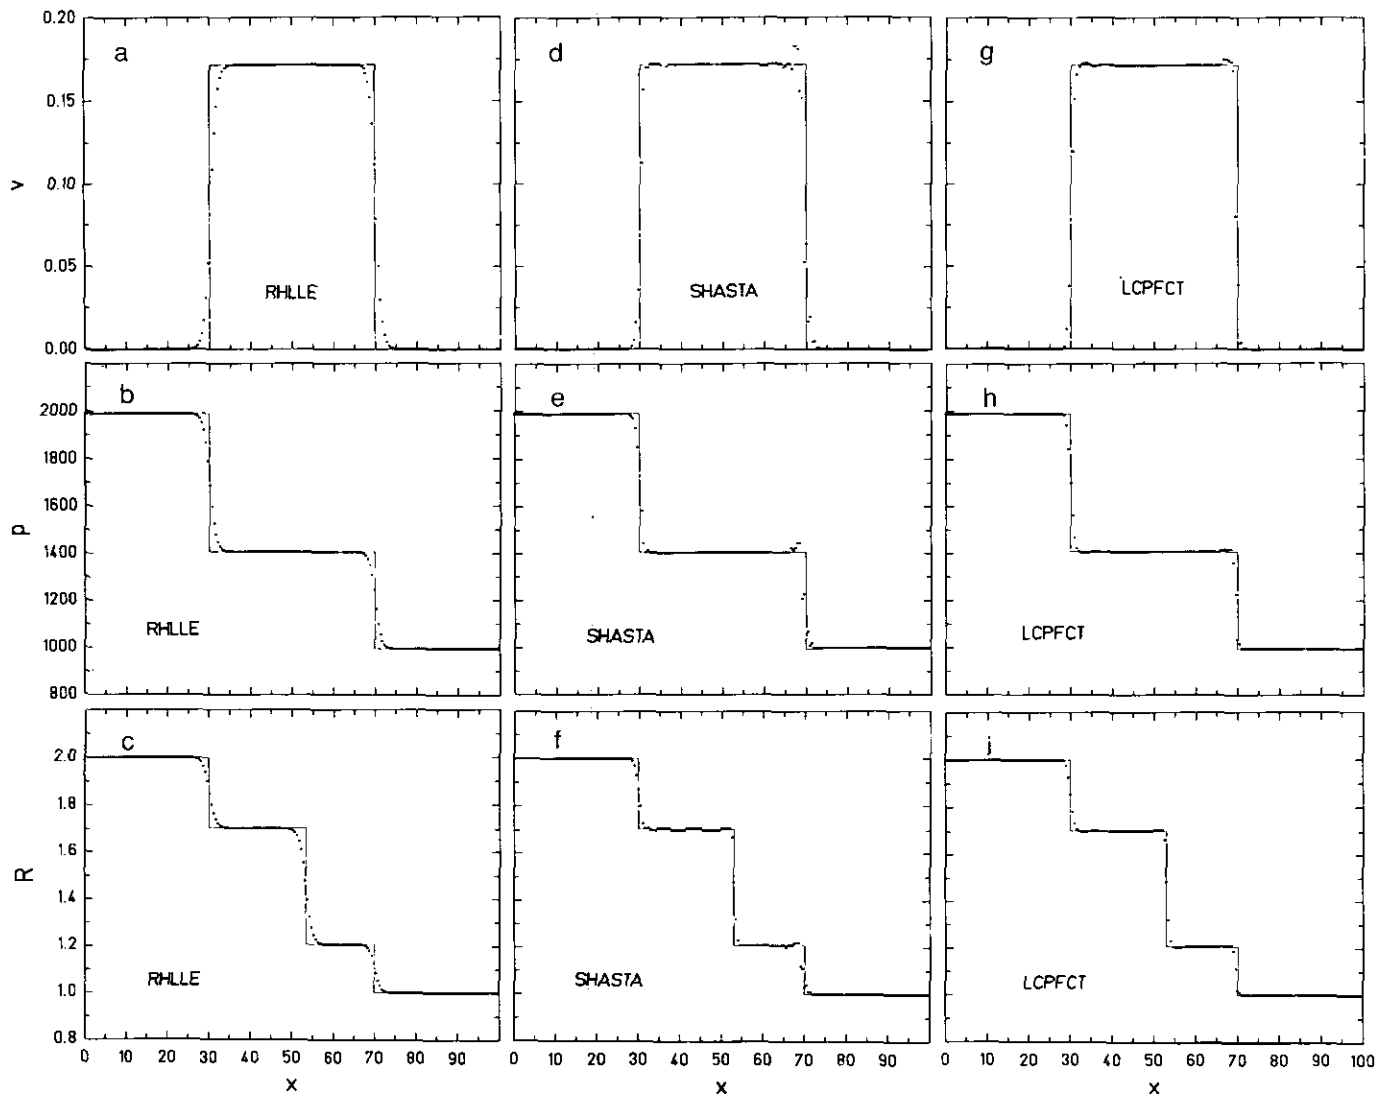 a
d
g
0.20
0.15
0.10
0.05
0.00
v
RHLLE
SHASTA
LCPFCT
b
e
h
2000
1800
1600
1400
1200
1000
800
p
RHLLE
SHASTA
LCPFCT
c
f
j
2.0
1.8
1.6
1.4
1.2
1.0
0.8
R
RHLLE
SHASTA
LCPFCT
0 10 20 30 40 50 60 70 80 90
0 10 20 30 40 50 60 70 80 90
0 10 20 30 40 50 60 70 80 90 100
x
x
x